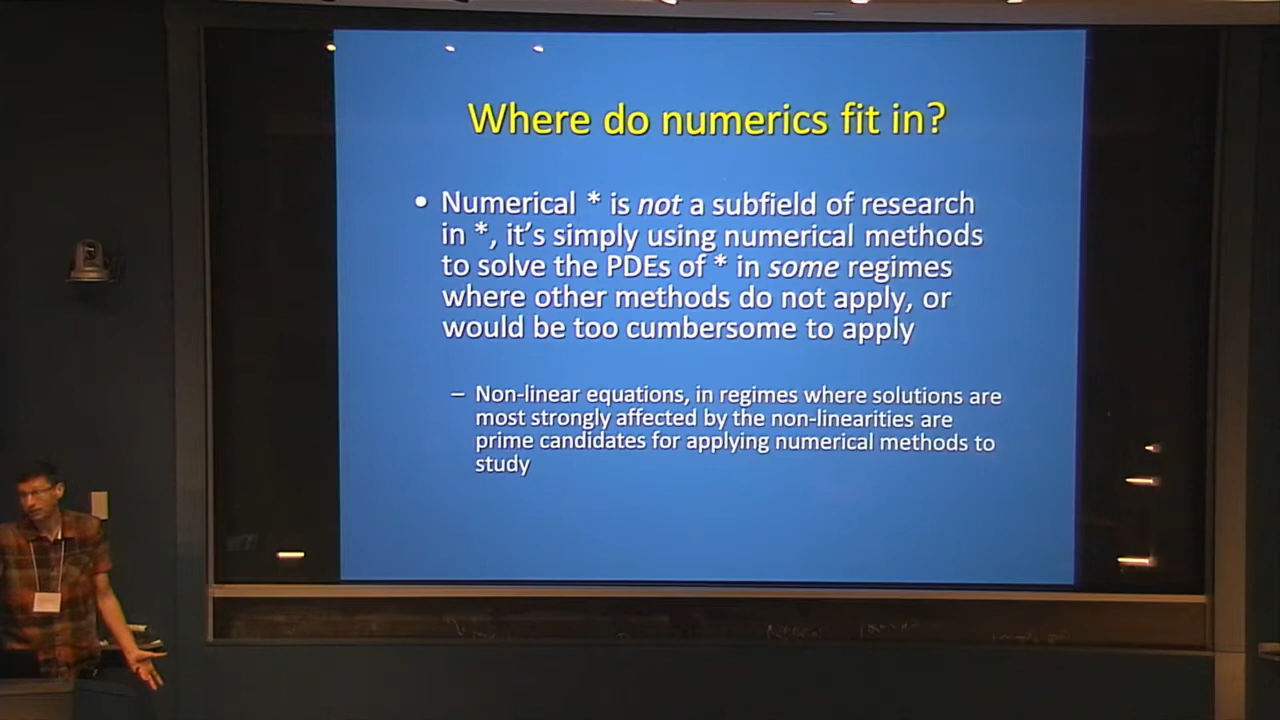 Where do numerics fit in?
• Numerical * is not a subfield of research
in *, it’s simply using numerical methods
to solve the PDEs of * in some regimes
where other methods do not apply, or
would be too cumbersome to apply
– Non-linear equations, in regimes where solutions are
most strongly affected by the non-linearities are
prime candidates for applying numerical methods to
study